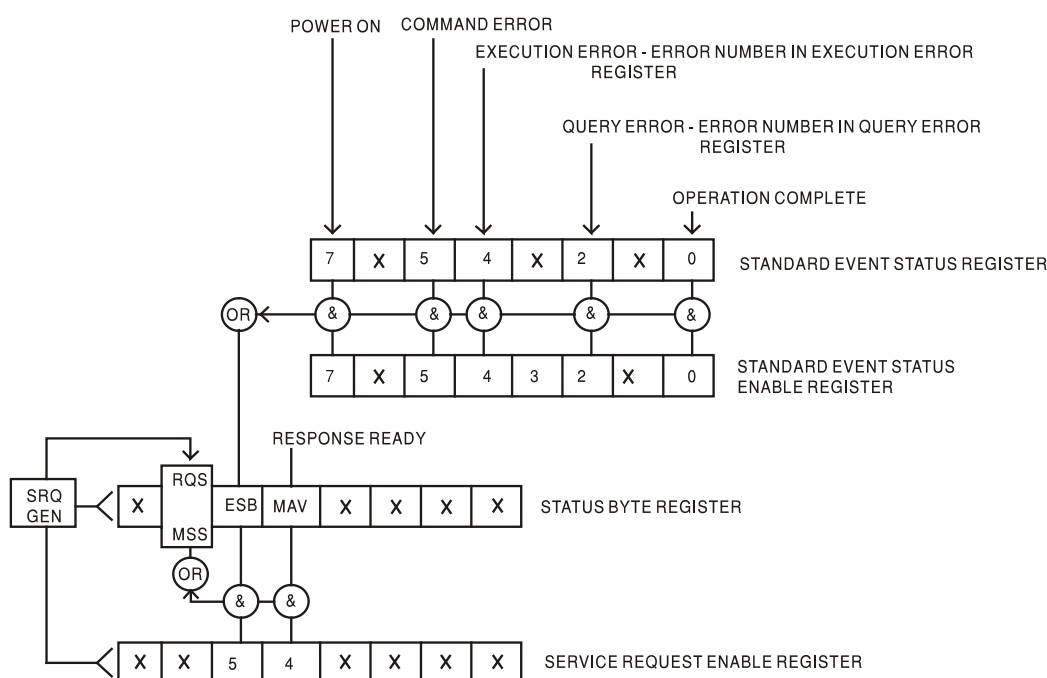 POWER ON
COMMAND ERROR
EXECUTION ERROR - ERROR NUMBER IN EXECUTION ERROR
REGISTER
QUERY ERROR - ERROR NUMBER IN QUERY ERROR
REGISTER
OPERATION COMPLETE
7 X 5 4 X 2 X 0
STANDARD EVENT STATUS REGISTER
OR & & & & &
7 X 5 4 3 2 X 0
STANDARD EVENT STATUS
ENABLE REGISTER
RESPONSE READY
SRQ
GEN
X
RQS
MSS
ESB MAV X X X X
STATUS BYTE REGISTER
OR
& &
X X 5 4 X X X X
SERVICE REQUEST ENABLE REGISTER